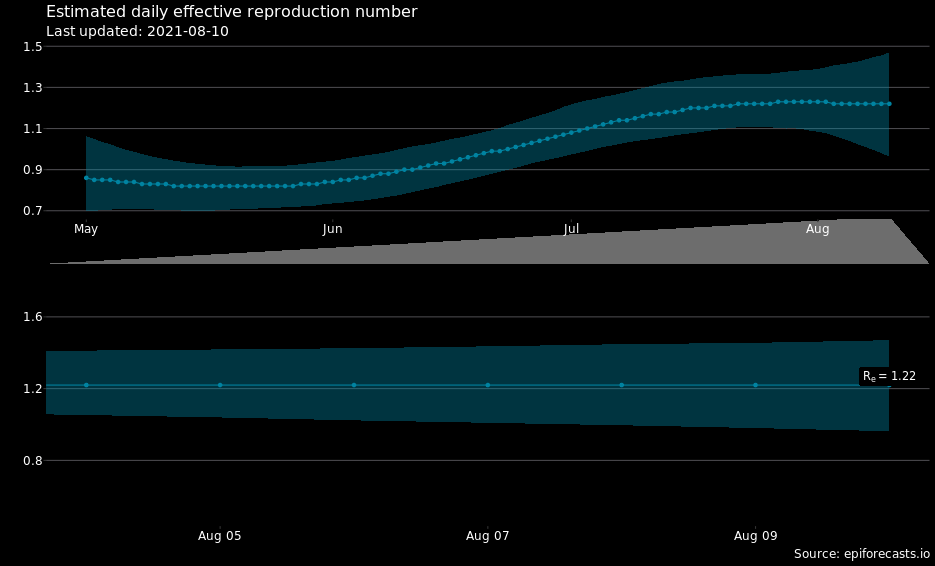 Estimated daily effective reproduction number
Last updated: 2021-08-10
1.5
1.3
1.1
0.9
0.7
May Jun Jul Aug
1.6
1.2
0.8
Re = 1.22
Aug 05 Aug 07 Aug 09
Source: epiforecasts.io